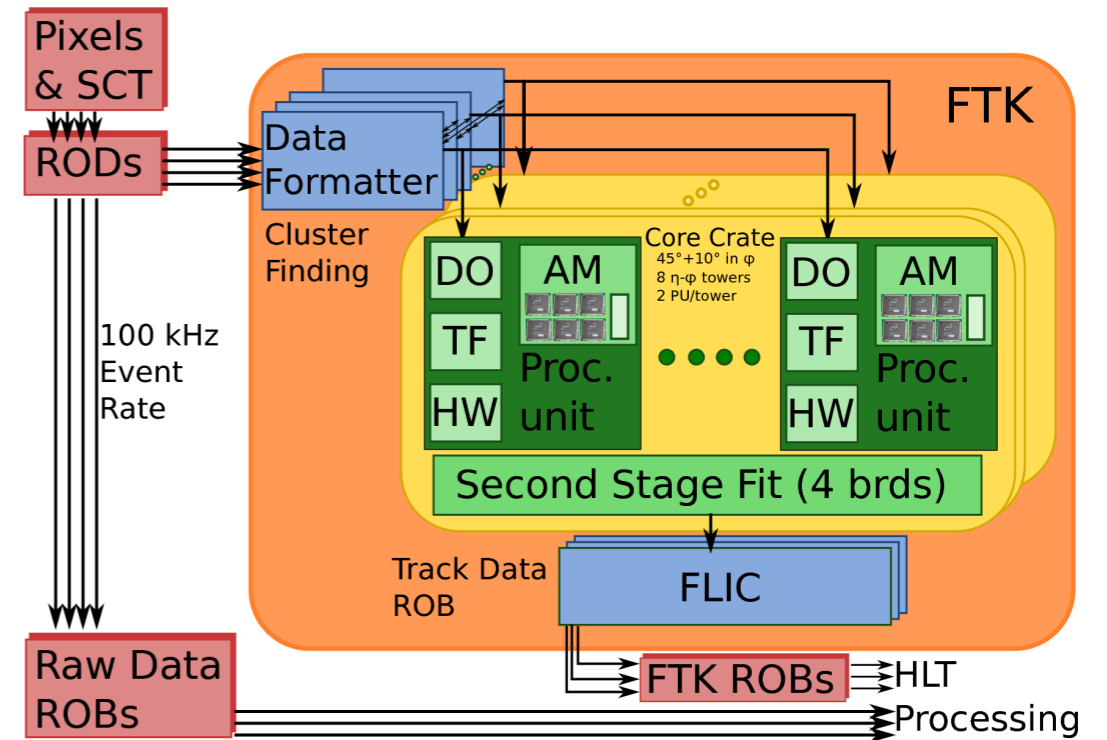 Pixels
& SCT
RODs
FTK
Data
Formatter
Cluster
Finding
Core Crate
45°+10° in φ
8 η-φ towers
2 PU/tower
DO
AM
TF
HW
Proc.
unit
DO
AM
TF
HW
Proc.
unit
100 kHz
Event
Rate
Second Stage Fit (4 brds)
Track Data
ROB
FLIC
Raw Data
ROBs
FTK ROBs
HLT
Processing